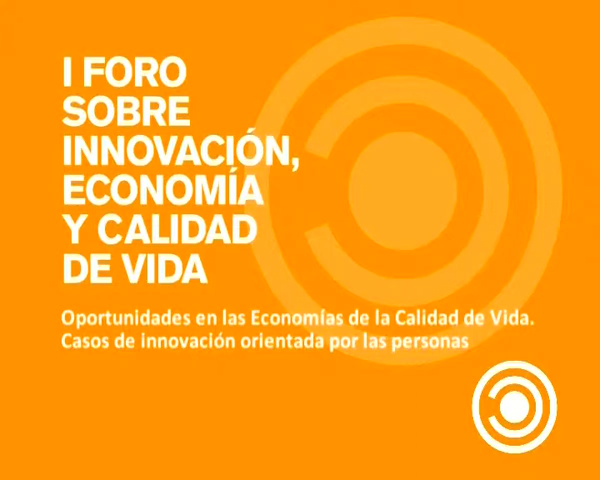 I FORO
SOBRE
INNOVACIÓN,
ECONOMÍA
Y CALIDAD
DE VIDA
Oportunidades en las Economías de la Calidad de Vida.
Casos de innovación orientada por las personas